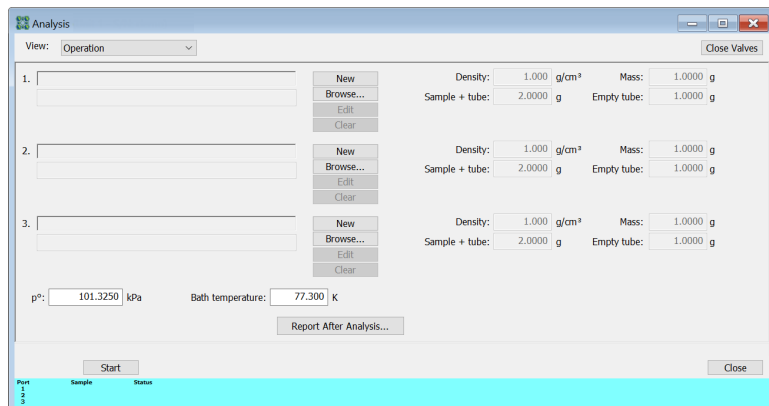 Analysis
View: Operation Close Valves
1. New Density: 1.000 g/cm³ Mass: 1.0000 g
Browse... Sample + tube: 2.0000 g Empty tube: 1.0000 g
Edit
Clear
2. New Density: 1.000 g/cm³ Mass: 1.0000 g
Browse... Sample + tube: 2.0000 g Empty tube: 1.0000 g
Edit
Clear
3. New Density: 1.000 g/cm³ Mass: 1.0000 g
Browse... Sample + tube: 2.0000 g Empty tube: 1.0000 g
Edit
Clear
p°: 101.3250 kPa Bath temperature: 77.300 K
Report After Analysis...
Start Close
Port Sample Status
1
2
3